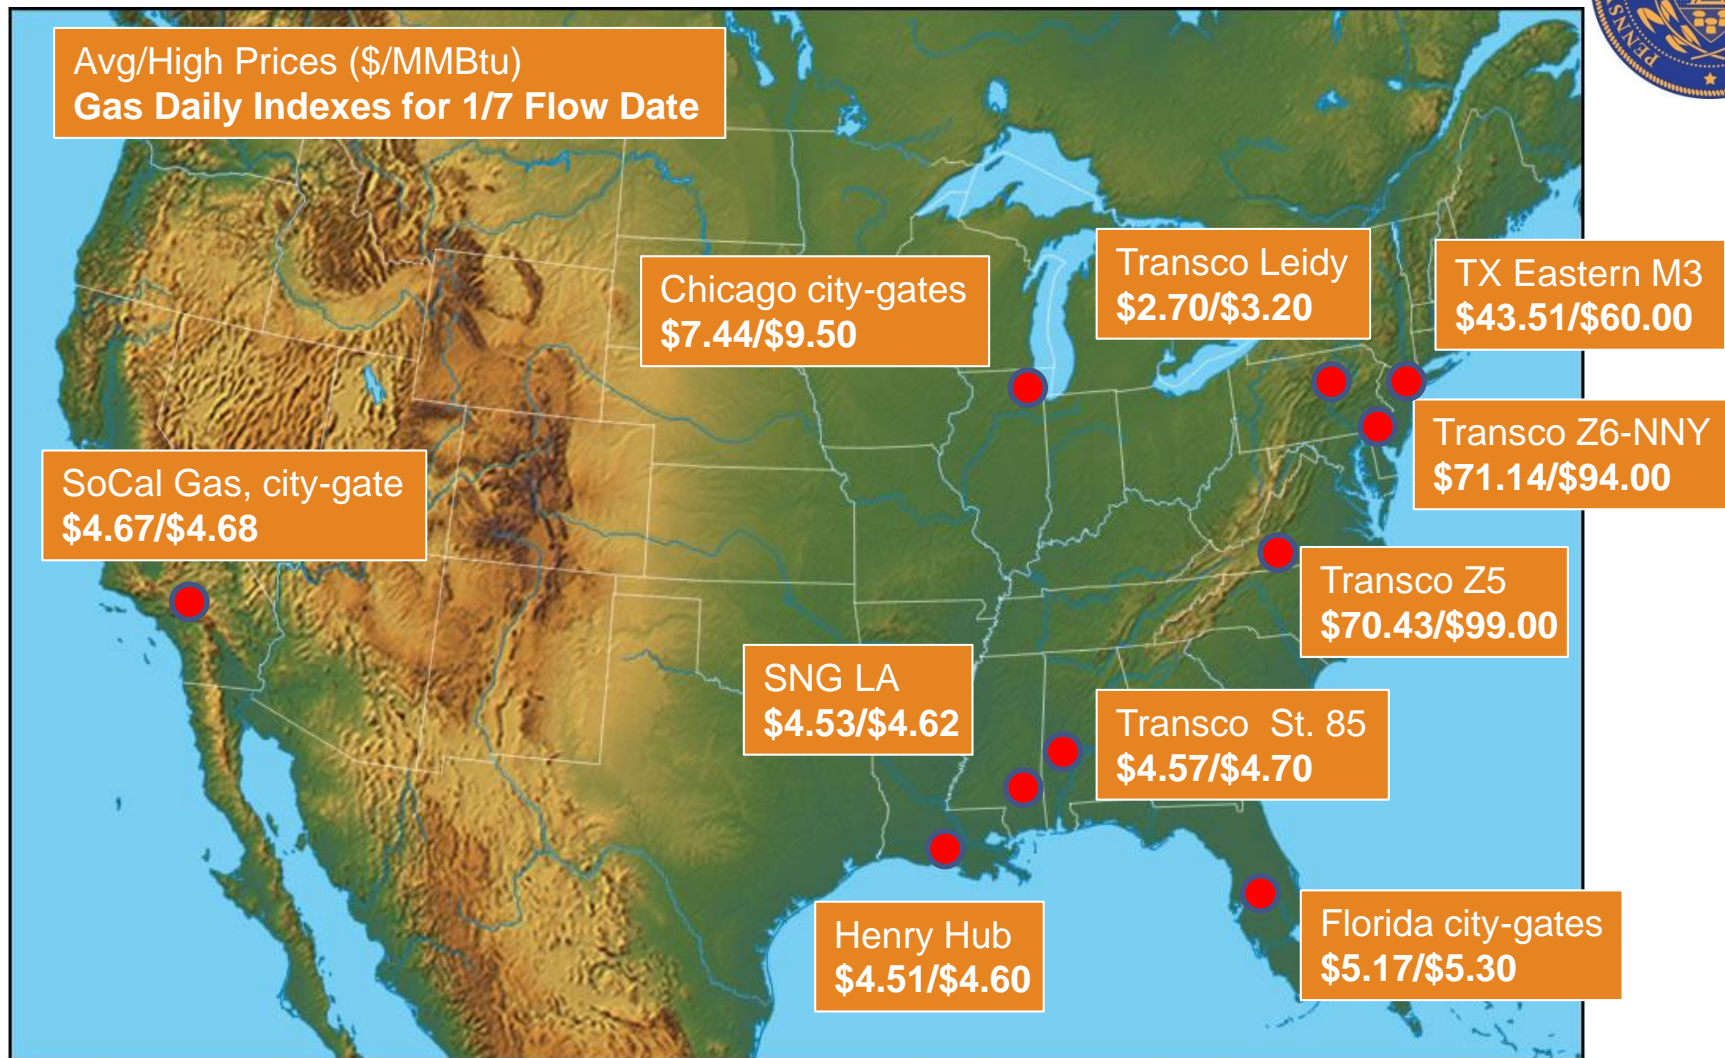 Avg/High Prices ($/MMBtu)
Gas Daily Indexes for 1/7 Flow Date
Chicago city-gates
$7.44/$9.50
Transco Leidy
$2.70/$3.20
TX Eastern M3
$43.51/$60.00
Transco Z6-NNY
$71.14/$94.00
SoCal Gas, city-gate
$4.67/$4.68
Transco Z5
$70.43/$99.00
SNG LA
$4.53/$4.62
Transco  St. 85
$4.57/$4.70
Henry Hub
$4.51/$4.60
Florida city-gates
$5.17/$5.30